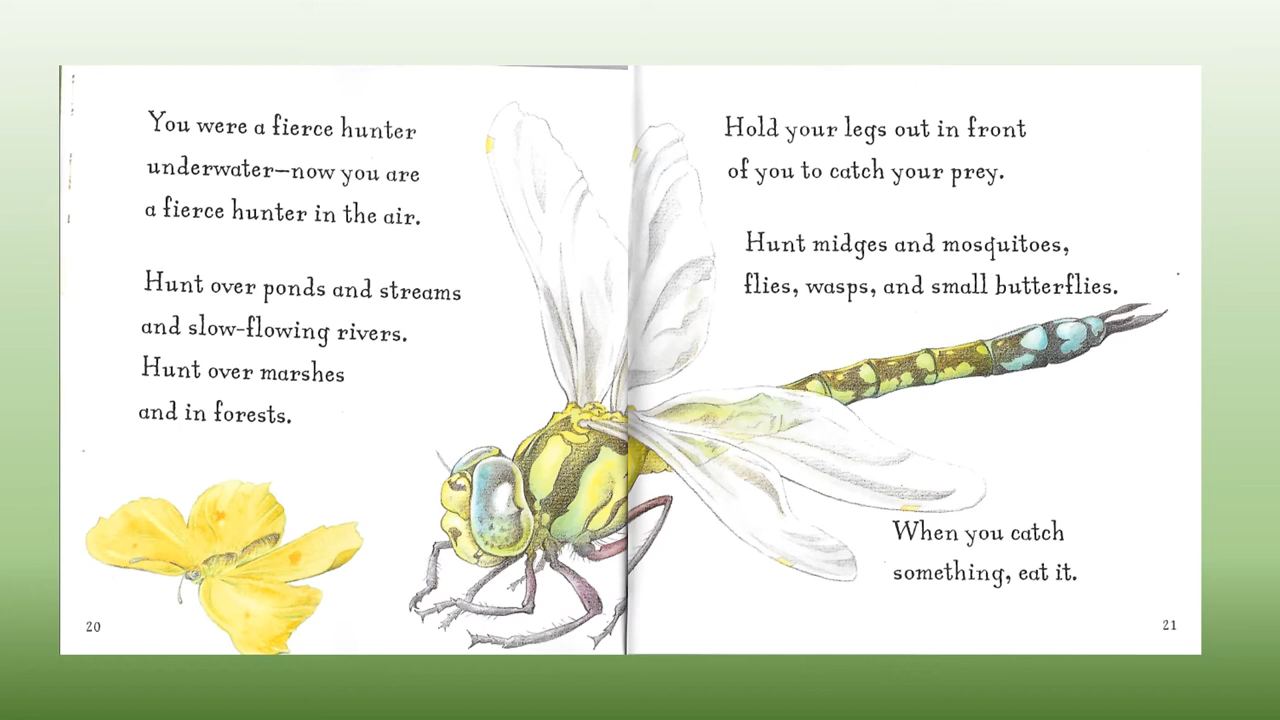 You were a fierce hunter
underwater—now you are
a fierce hunter in the air.
Hunt over ponds and streams
and slow-flowing rivers.
Hunt over marshes
and in forests.
20
Hold your legs out in front
of you to catch your prey.
Hunt midges and mosquitoes,
flies, wasps, and small butterflies.
When you catch
something, eat it.
21